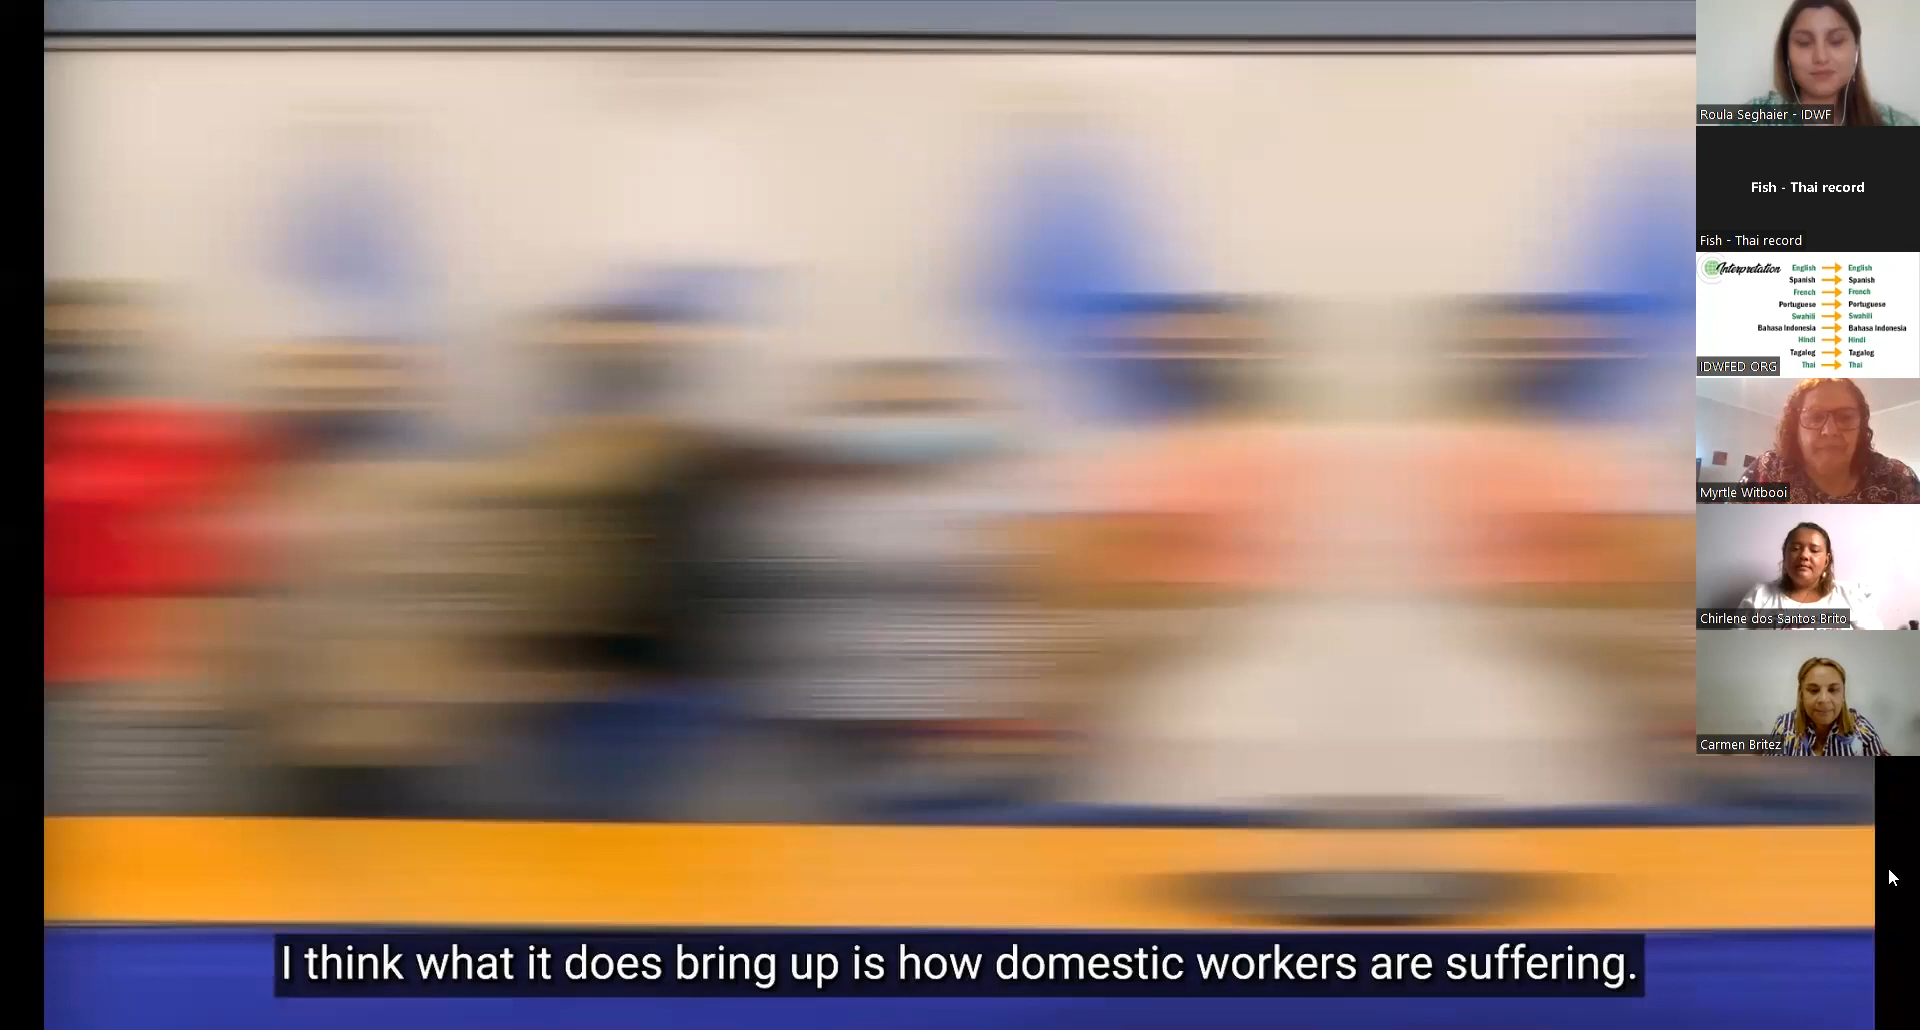 Roula Seghaier - IDWF
Fish - Thai record
Fish - Thai record
Interpretation
English English
Spanish Spanish
French French
Portuguese Portuguese
Swahili Swahili
Bahasa Indonesia Bahasa Indonesia
Hindi Hindi
Tagalog Tagalog
Thai Thai
IDWFED ORG
Myrtle Witbooi
Chirlene dos Santos Brito
Carmen Britez
I think what it does bring up is how domestic workers are suffering.